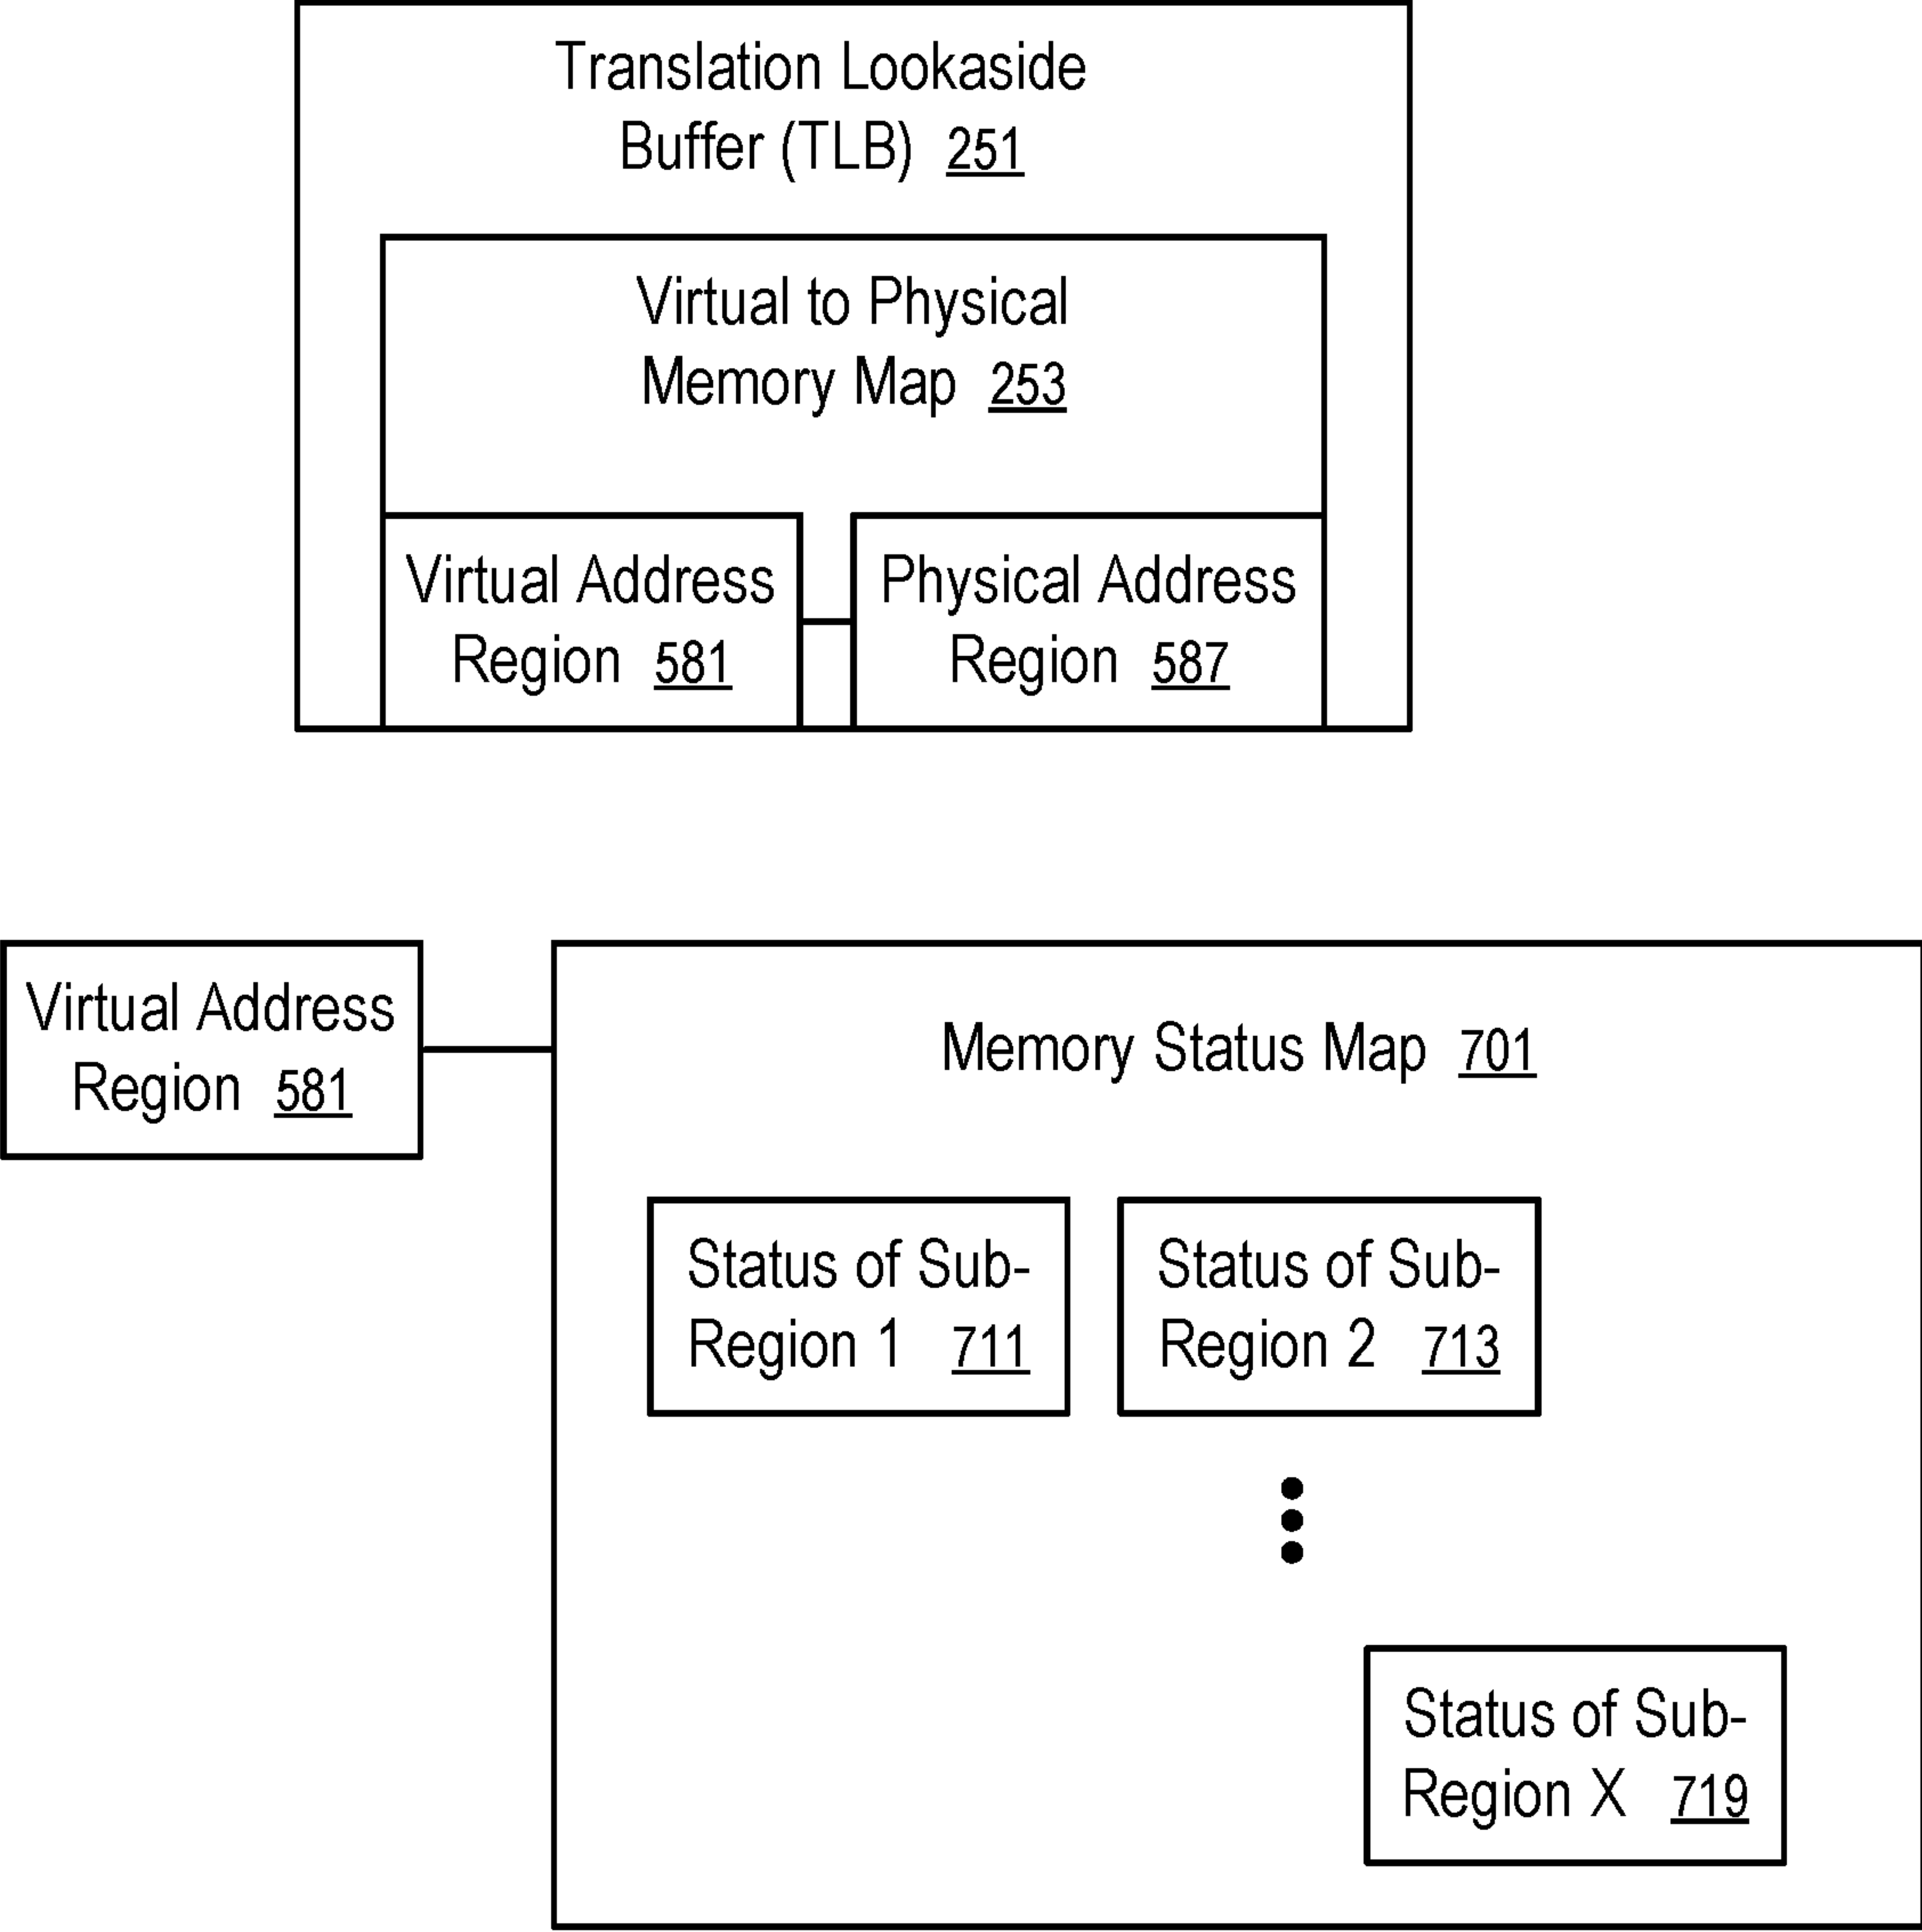 Translation Lookaside
Buffer (TLB) 251
Virtual to Physical
Memory Map 253
Virtual Address
Region 581
Physical Address
Region 587
Virtual Address
Region 581
Memory Status Map 701
Status of Sub-
Region 1 711
Status of Sub-
Region 2 713
Status of Sub-
Region X 719